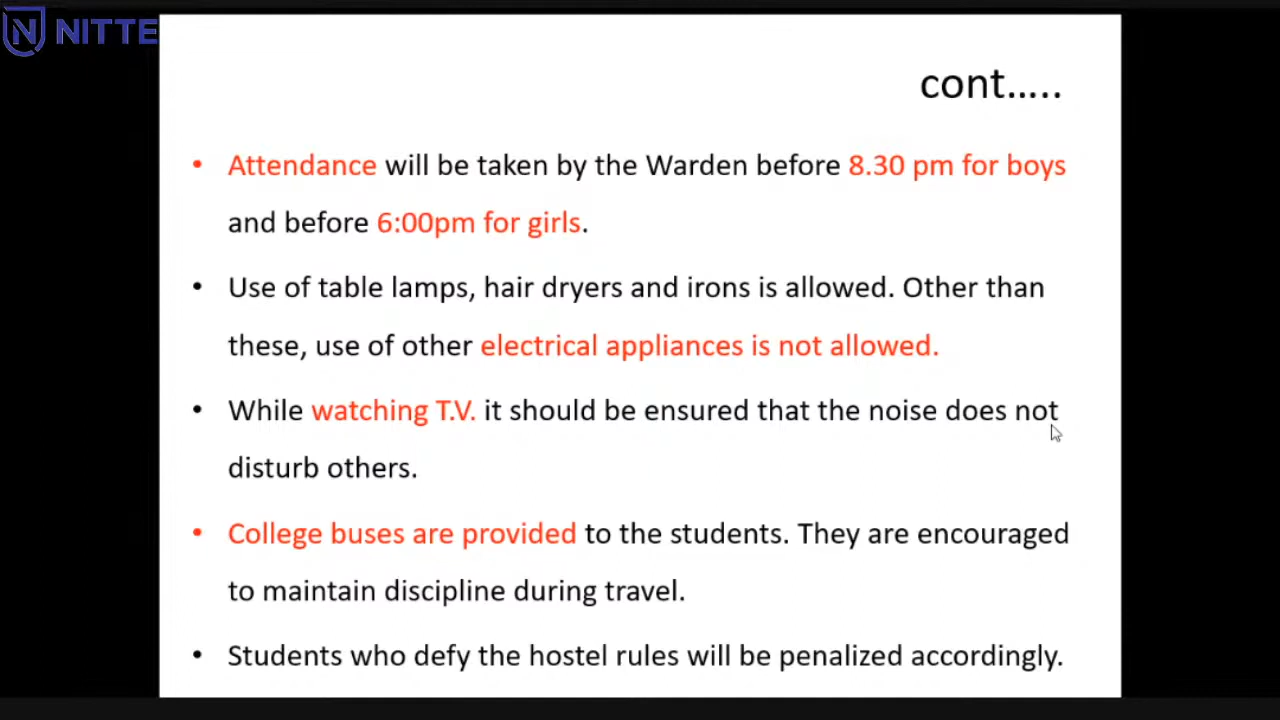 NITTE
cont.....
• Attendance will be taken by the Warden before 8.30 pm for boys
and before 6:00pm for girls.
• Use of table lamps, hair dryers and irons is allowed. Other than
these, use of other electrical appliances is not allowed.
• While watching T.V. it should be ensured that the noise does not
disturb others.
• College buses are provided to the students. They are encouraged
to maintain discipline during travel.
• Students who defy the hostel rules will be penalized accordingly.